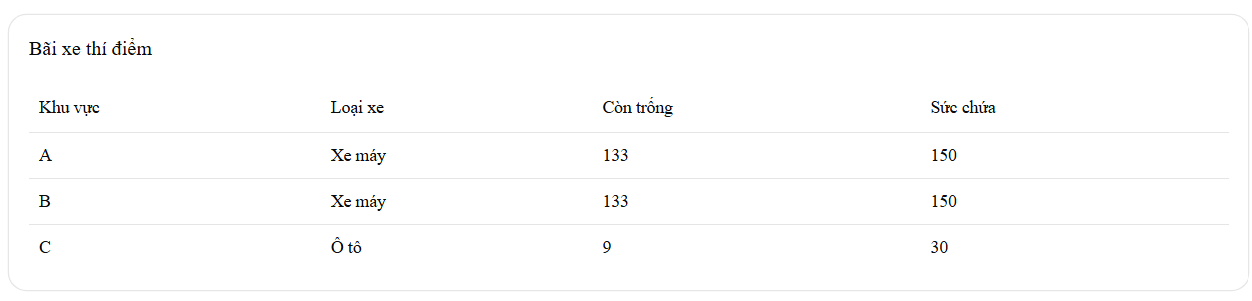 Bãi xe thí điểm
Khu vực Loại xe Còn trống Sức chứa
A Xe máy 133 150
B Xe máy 133 150
C Ô tô 9 30